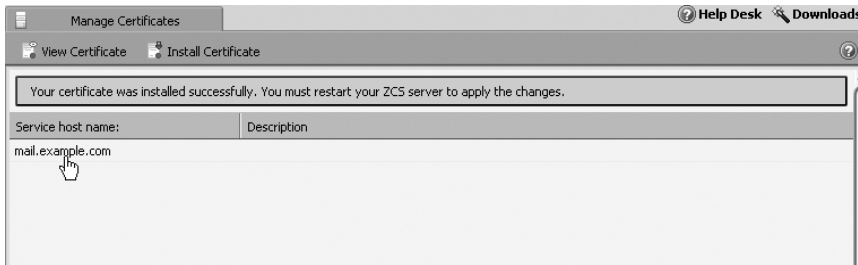 Manage Certificates
Help Desk Downloads
View Certificate Install Certificate
Your certificate was installed successfully. You must restart your ZCS server to apply the changes.
Service host name: Description
mail.example.com